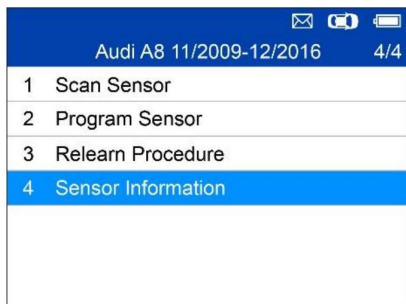 Audi A8 11/2009-12/2016 4/4
1 Scan Sensor
2 Program Sensor
3 Relearn Procedure
4 Sensor Information